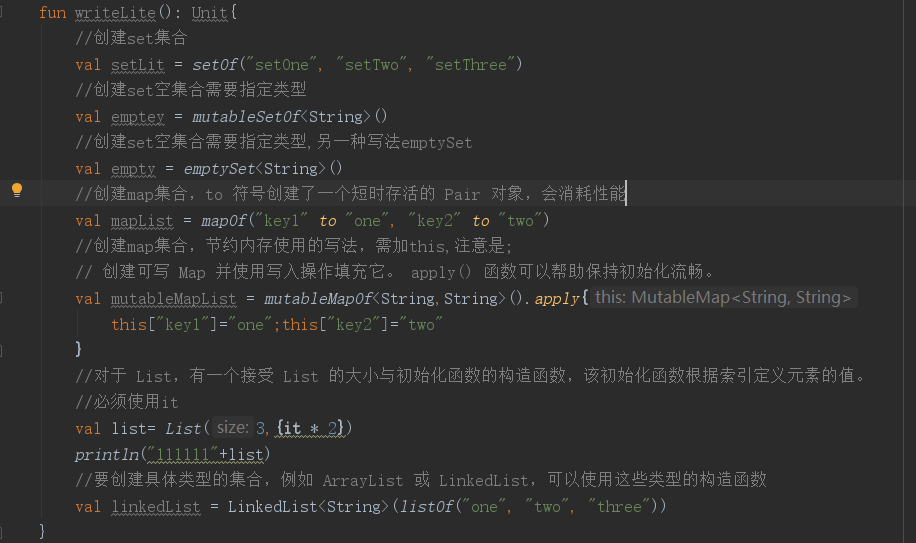 fun writeLite(): Unit{
//创建set集合
val setLit = setOf("setOne", "setTwo", "setThree")
//创建set空集合需要指定类型
val emptey = mutableSetOf<String>()
//创建set空集合需要指定类型,另一种写法emptySet
val empty = emptySet<String>()
//创建map集合，to 符号创建了一个短时存活的 Pair 对象，会消耗性能
val mapList = mapOf("key1" to "one", "key2" to "two")
//创建map集合，节约内存使用的写法，需加this,注意是;
// 创建可写 Map 并使用写入操作填充它。 apply() 函数可以帮助保持初始化流畅。
val mutableMapList = mutableMapOf<String,String>().apply{ this: MutableMap<String, String>
this["key1"]="one";this["key2"]="two"
}
//对于 List，有一个接受 List 的大小与初始化函数的构造函数，该初始化函数根据索引定义元素的值。
//必须使用it
val list= List( size: 3,{it * 2})
println("111111"+list)
//要创建具体类型的集合，例如 ArrayList 或 LinkedList，可以使用这些类型的构造函数
val linkedList = LinkedList<String>(listOf("one", "two", "three"))
}